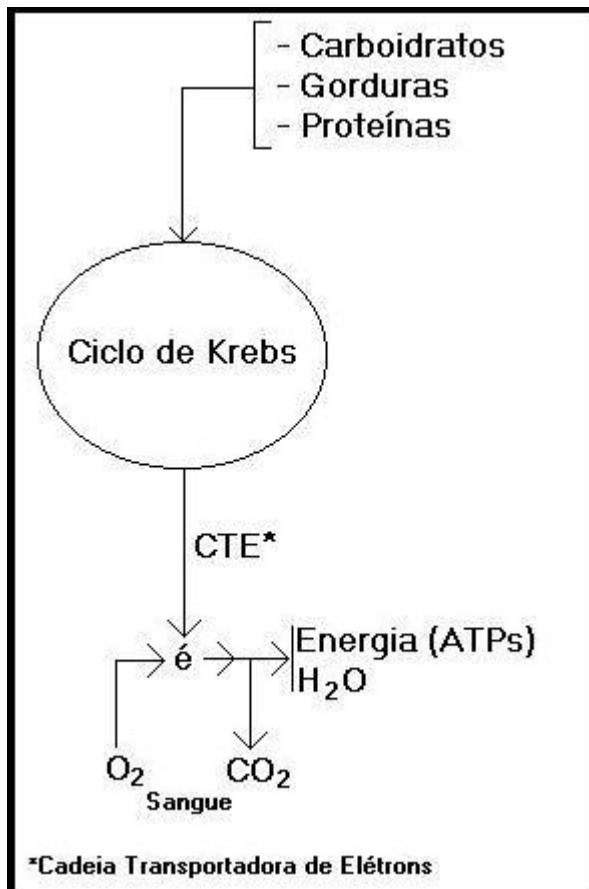 - Carboidratos
- Gorduras
- Proteínas
Ciclo de Krebs
CTE*
é
Energia (ATPs)
H₂O
O₂
CO₂
Sangue
*Cadeia Transportadora de Elétrons